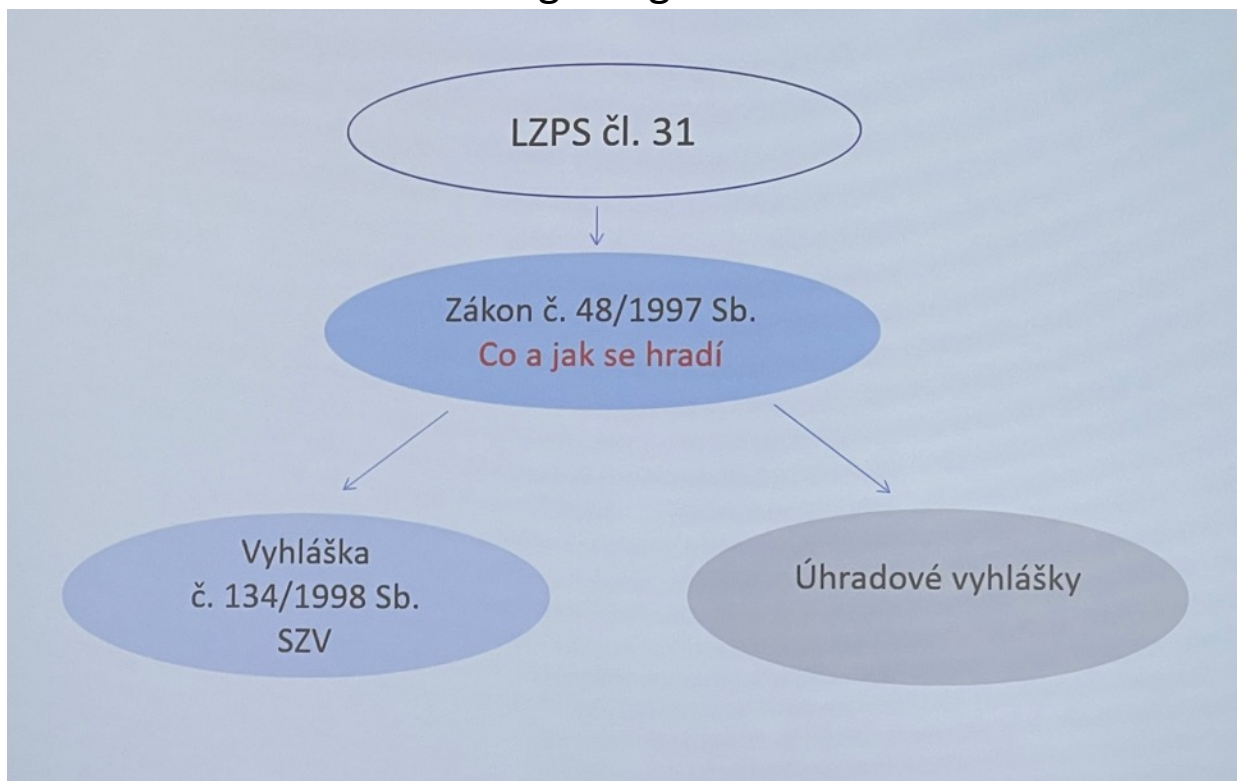 LZPS čl. 31
Zákon č. 48/1997 Sb.
Co a jak se hradí
Vyhláška
č. 134/1998 Sb.
SZV
Úhradové vyhlášky